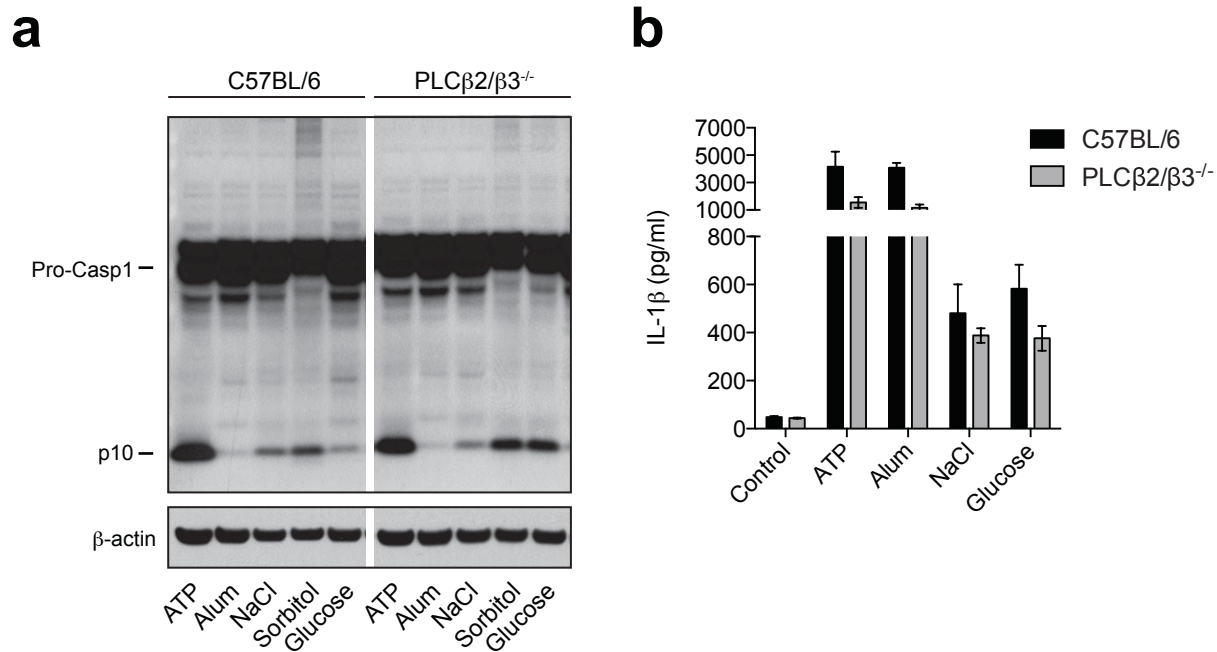 a
C57BL/6 PLCβ2/β3-/-
Pro-Casp1
p10
β-actin
ATP Alum NaCl Sorbitol Glucose ATP Alum NaCl Sorbitol Glucose
b
IL-1β (pg/ml)
7000
5000
3000
1000
800
600
400
200
0
Control ATP Alum NaCl Glucose
C57BL/6
PLCβ2/β3-/-